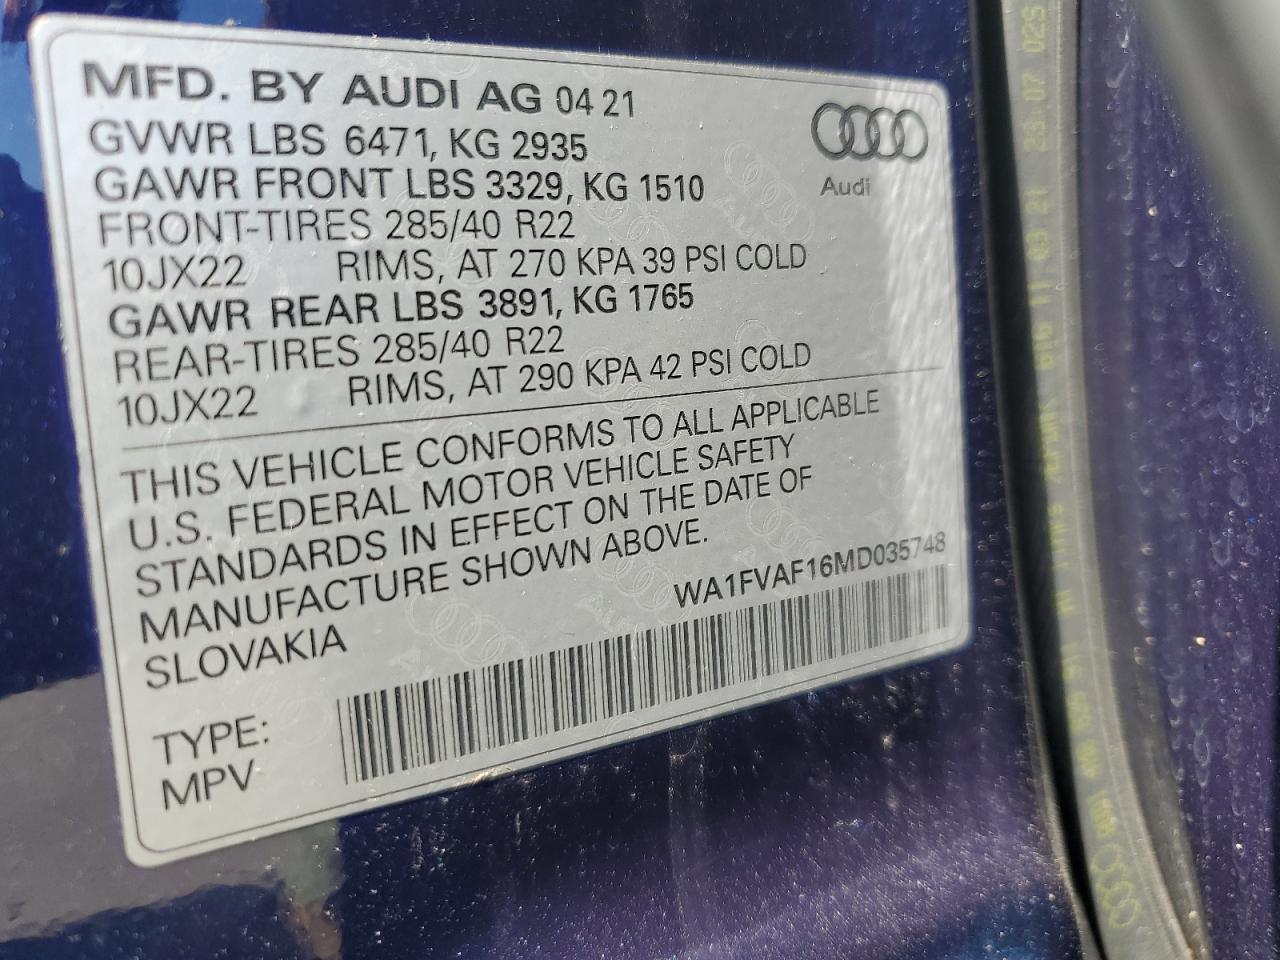 MFD. BY AUDI AG 04 21
GVWR LBS 6471, KG 2935
GAWR FRONT LBS 3329, KG 1510
FRONT-TIRES 285/40 R22
10JX22 RIMS, AT 270 KPA 39 PSI COLD
GAWR REAR LBS 3891, KG 1765
REAR-TIRES 285/40 R22
10JX22 RIMS, AT 290 KPA 42 PSI COLD
Audi
THIS VEHICLE CONFORMS TO ALL APPLICABLE
U.S. FEDERAL MOTOR VEHICLE SAFETY
STANDARDS IN EFFECT ON THE DATE OF
MANUFACTURE SHOWN ABOVE.
SLOVAKIA
WA1FVAF16MD035748
TYPE:
MPV